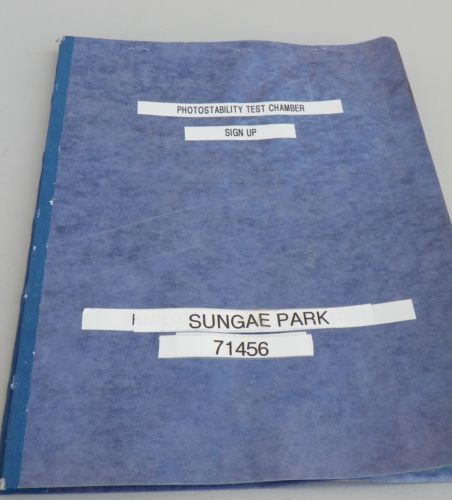 PHOTOSTABILITY TEST CHAMBER
SIGN UP
SUNGAE PARK
71456